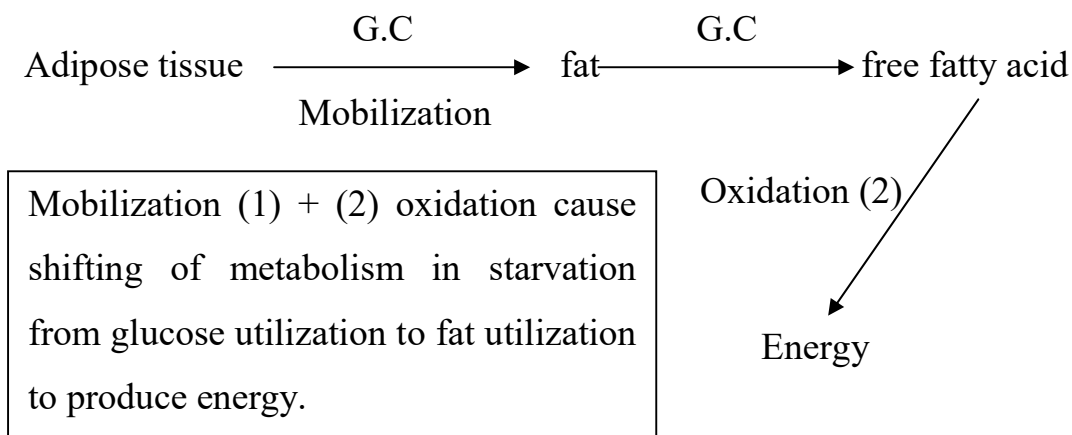 G.C G.C
Adipose tissue fat free fatty acid
Mobilization
Oxidation (2)
Energy
Mobilization (1) + (2) oxidation cause
shifting of metabolism in starvation
from glucose utilization to fat utilization
to produce energy.